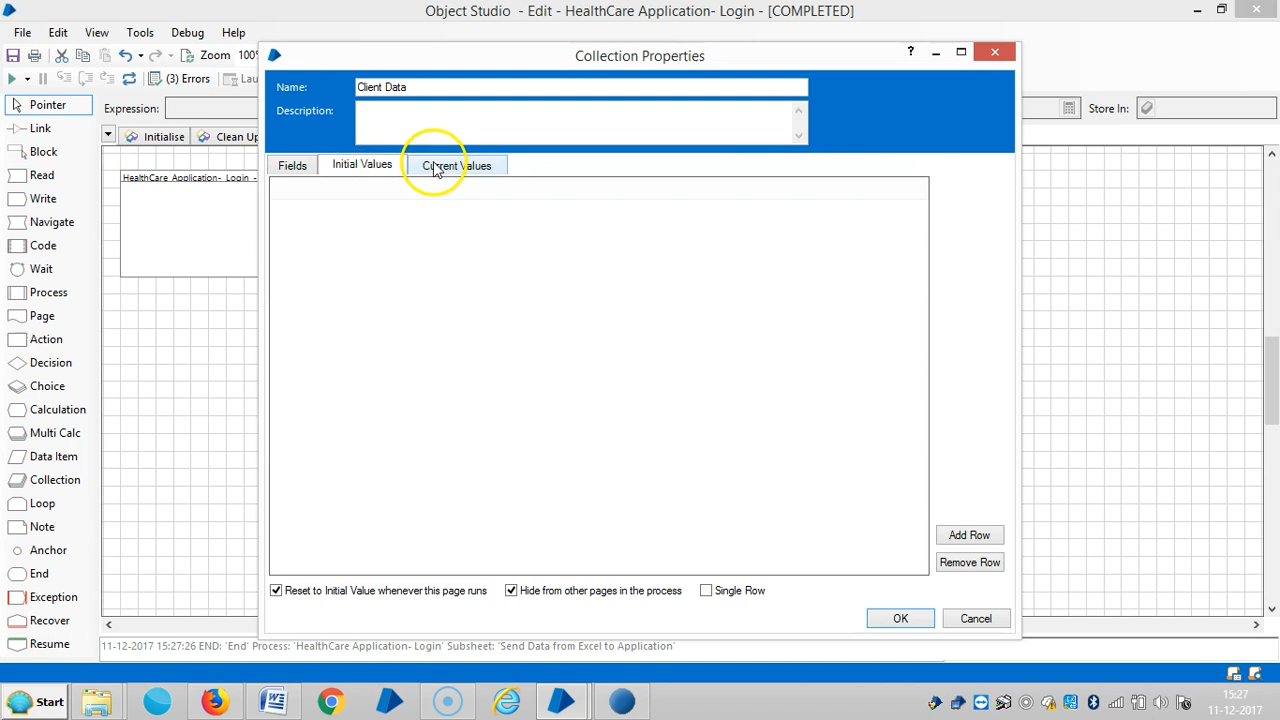 Object Studio - Edit - HealthCare Application- Login - [COMPLETED]
File Edit View Tools Debug Help
Zoom 100%
Collection Properties
?
(3) Errors
Name: Client Data
Description:
Expression:
Store In:
Initialise
Clean Up
Fields Initial Values Current Values
HealthCare Application- Login -
Pointer
Link
Block
Read
Write
Navigate
Code
Wait
Process
Page
Action
Decision
Choice
Calculation
Multi Calc
Data Item
Collection
Loop
Note
Anchor
End
Exception
Recover
Resume
Add Row
Remove Row
Reset to Initial Value whenever this page runs Hide from other pages in the process Single Row
OK Cancel
11-12-2017 15:27:26 END: 'End' Process: 'HealthCare Application- Login' Subsheet: 'Send Data from Excel to Application'
Start
15:27
11-12-2017